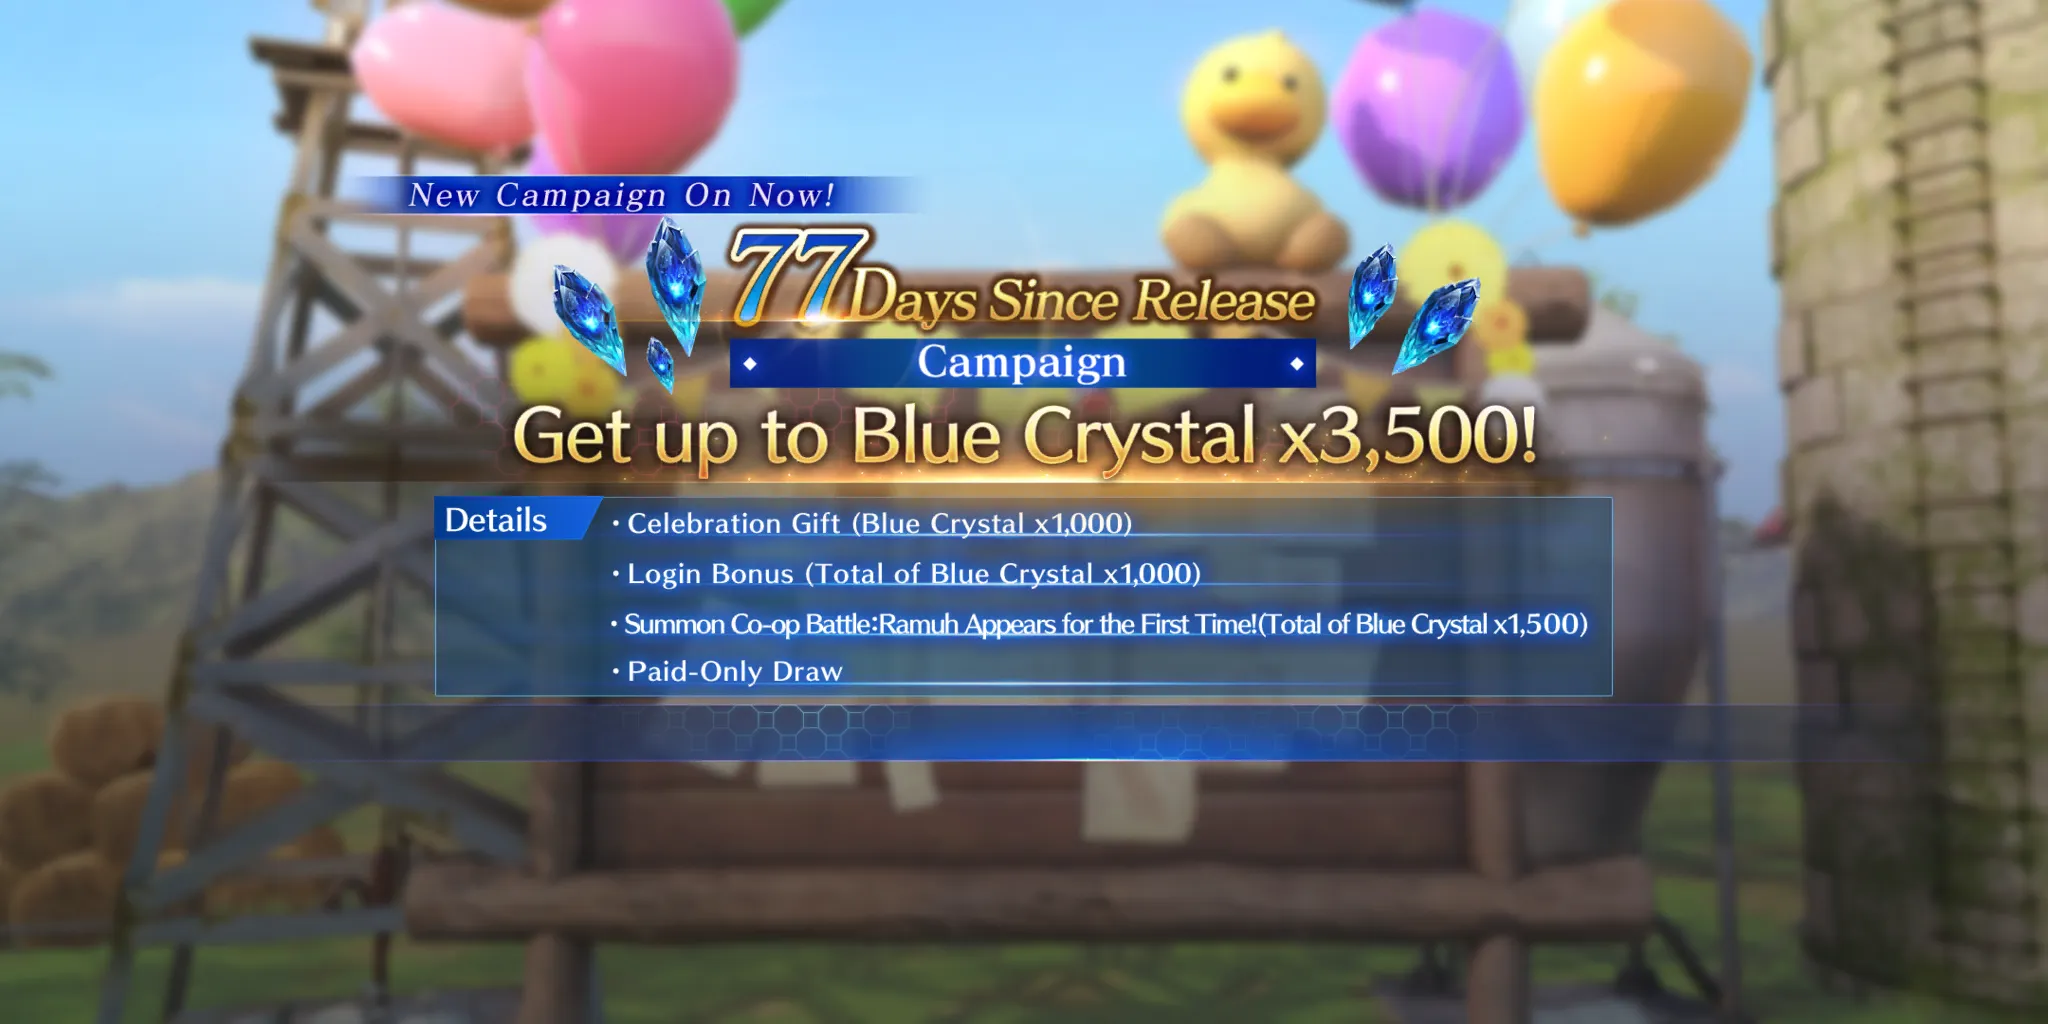 New Campaign On Now!
77 Days Since Release
Campaign
Get up to Blue Crystal x3,500!
Details
・Celebration Gift (Blue Crystal x1,000)
・Login Bonus (Total of Blue Crystal x1,000)
・Summon Co-op Battle:Ramuh Appears for the First Time!(Total of Blue Crystal x1,500)
・Paid-Only Draw